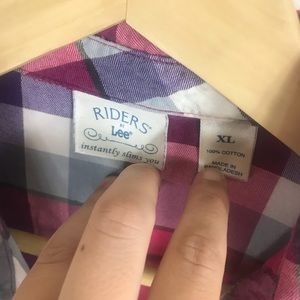 RIDERS®
BY
Lee®
instantly slims you
XL
100% COTTON
MADE IN
BANGLADESH